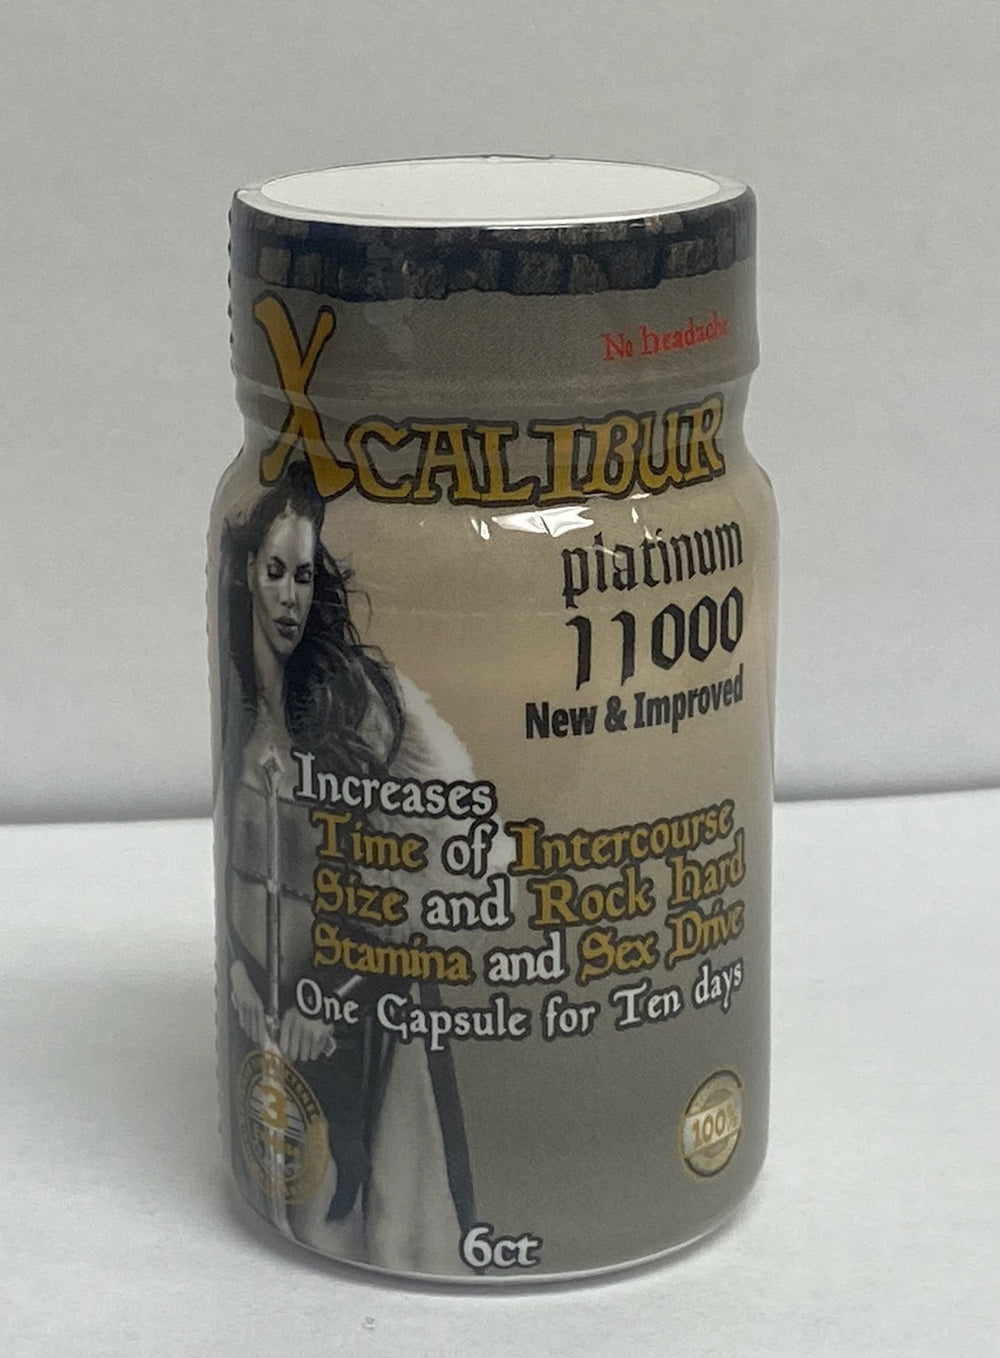 No headache
XCALIBUR
platinum
11000
New & Improved
Increases
Time of Intercourse
Size and Rock hard
Stamina and Sex Drive
One Capsule for Ten days
3
100%
6ct